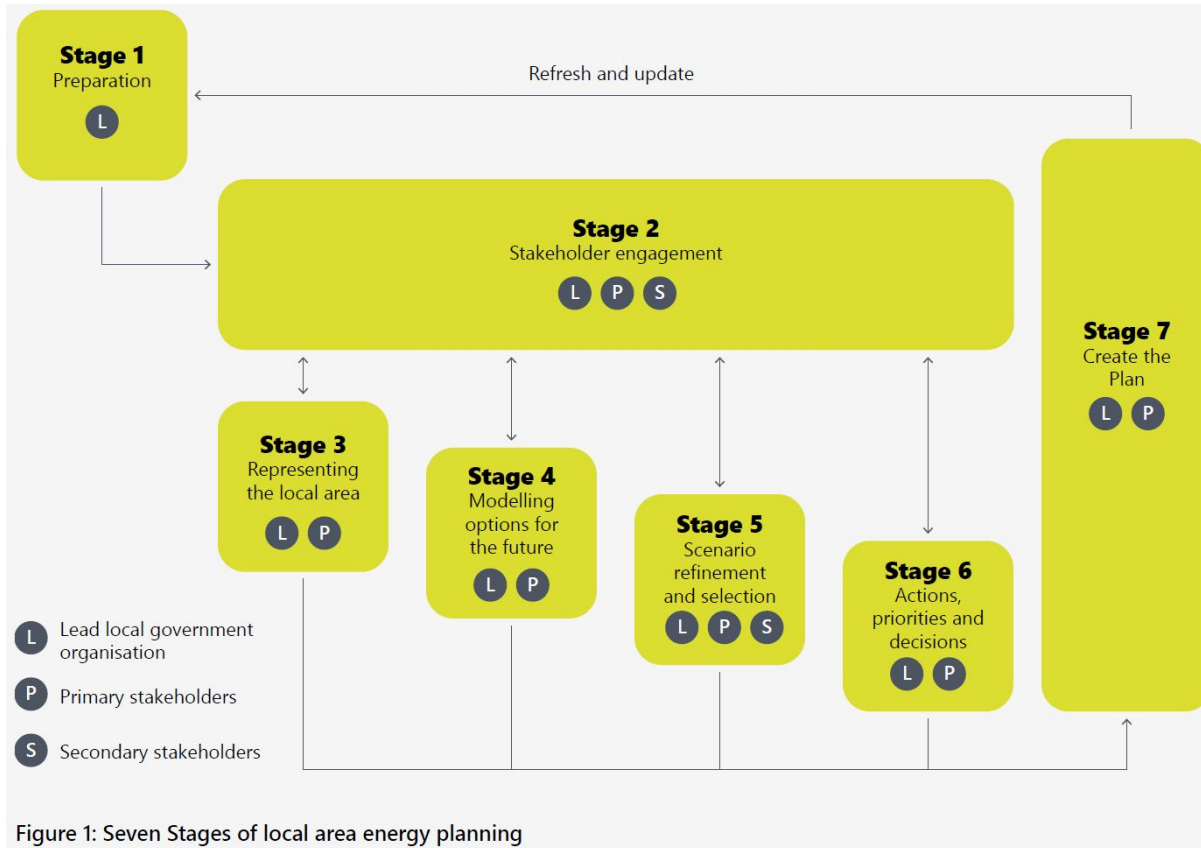 Stage 1
Preparation
L
Refresh and update
Stage 2
Stakeholder engagement
L P S
Stage 3
Representing
the local area
L P
Stage 4
Modelling
options for
the future
L P
Stage 5
Scenario
refinement
and selection
L P S
Stage 6
Actions,
priorities and
decisions
L P
Stage 7
Create the
Plan
L P
L Lead local government
organisation
P Primary stakeholders
S Secondary stakeholders
Figure 1: Seven Stages of local area energy planning